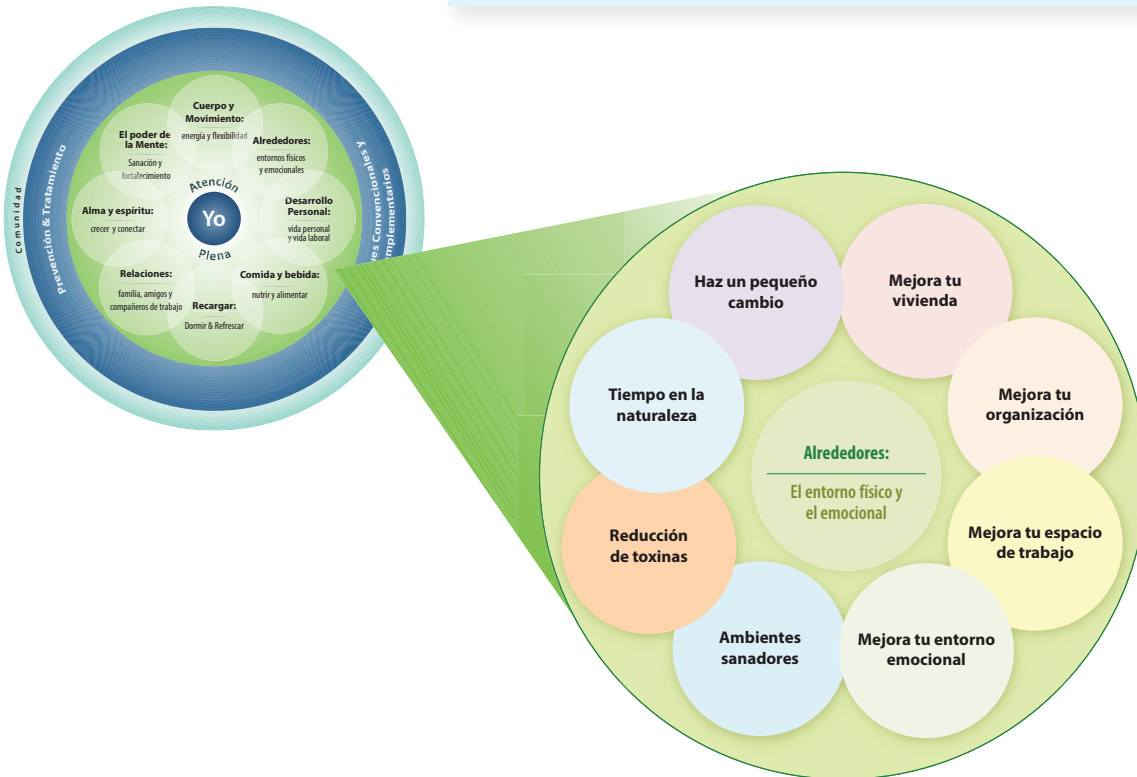 Comunidad
Prevención & Tratamiento
Convencionales y
Cuerpo y
Movimiento:
energía y flexibilidad
Alrededores:
entornos físicos
y emocionales
Desarrollo
Personal:
vida personal
y vida laboral
Comida y bebida:
nutrir y alimentar
Recargar:
Dormir & Refrescar
Relaciones:
familia, amigos y
compañeros de trabajo
Alma y espíritu:
crecer y conectar
El poder de
la Mente:
Sanación y
fortalecimiento
Atención
Yo
Plena
Haz un pequeño
cambio
Mejora tu
vivienda
Mejora tu
organización
Mejora tu espacio
de trabajo
Mejora tu entorno
emocional
Ambientes
sanadores
Reducción
de toxinas
Tiempo en la
naturaleza
Alrededores:
El entorno físico y
el emocional